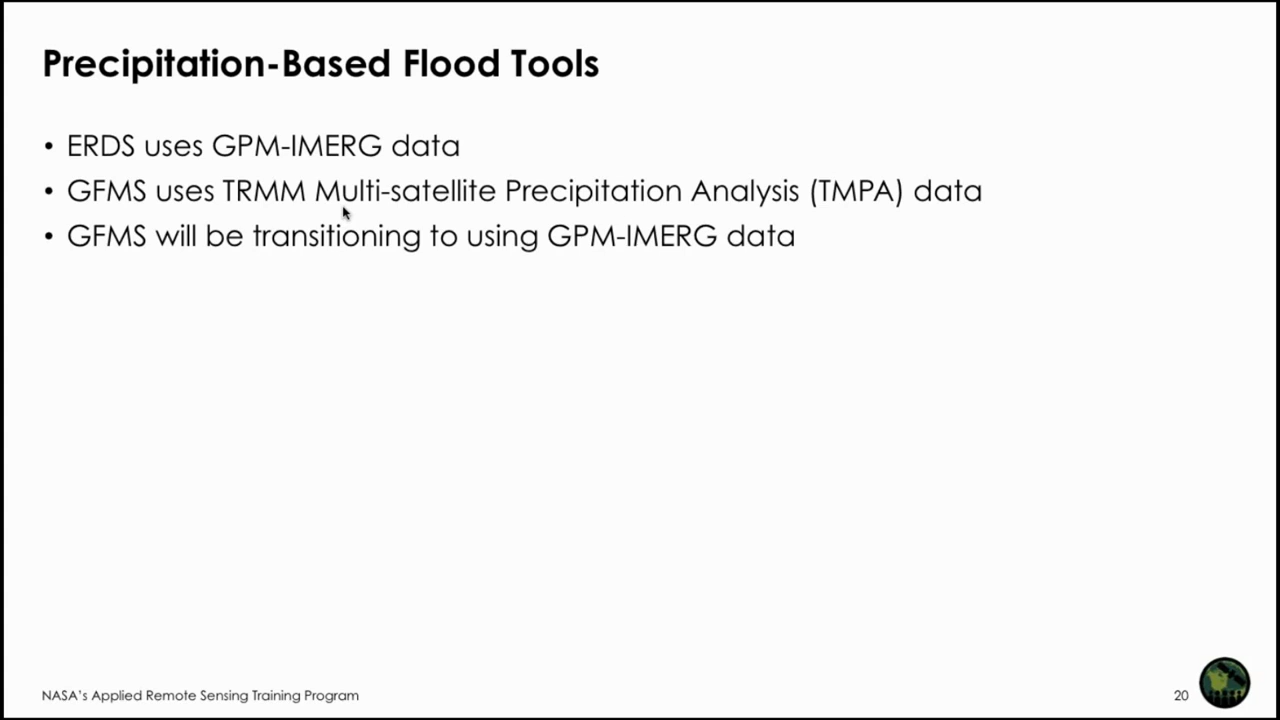 Precipitation-Based Flood Tools
• ERDS uses GPM-IMERG data
• GFMS uses TRMM Multi-satellite Precipitation Analysis (TMPA) data
• GFMS will be transitioning to using GPM-IMERG data
NASA's Applied Remote Sensing Training Program
20